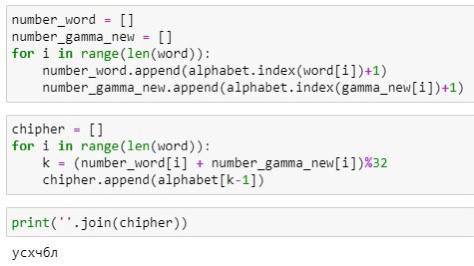 number_word = []
number_gamma_new = []
for i in range(len(word)):
    number_word.append(alphabet.index(word[i])+1)
    number_gamma_new.append(alphabet.index(gamma_new[i])+1)
chipher = []
for i in range(len(word)):
    k = (number_word[i] + number_gamma_new[i])%32
    chipher.append(alphabet[k-1])
print(''.join(chipher))
усхчбл